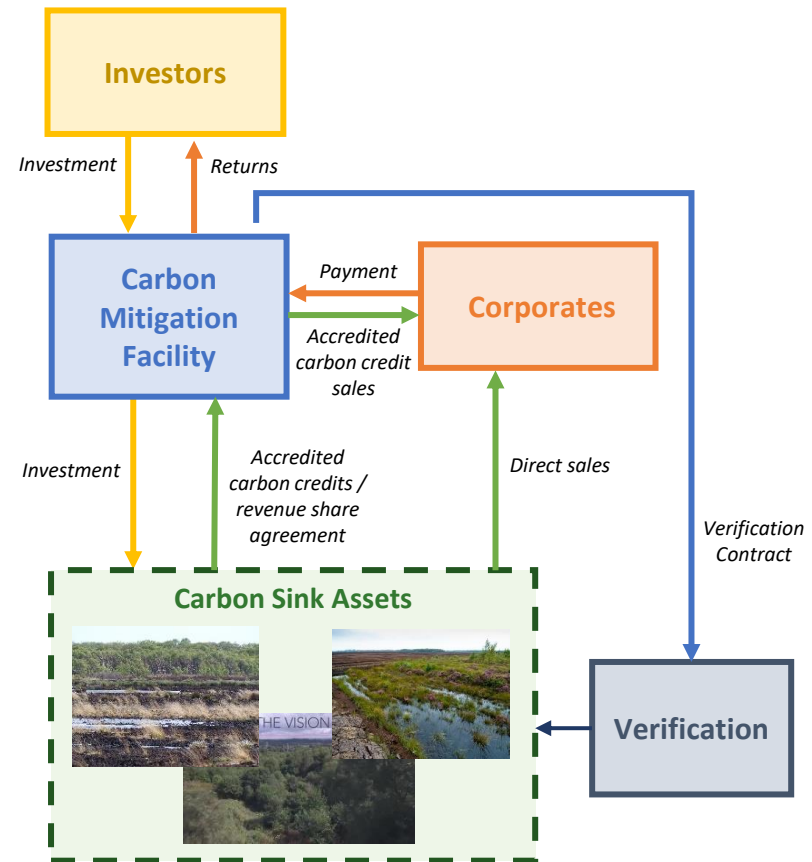 Investors
Investment
Returns
Carbon
Mitigation
Facility
Payment
Corporates
Accredited
carbon credit
sales
Investment
Accredited
carbon credits /
revenue share
agreement
Direct sales
Verification
Contract
Carbon Sink Assets
THE VISION
Verification